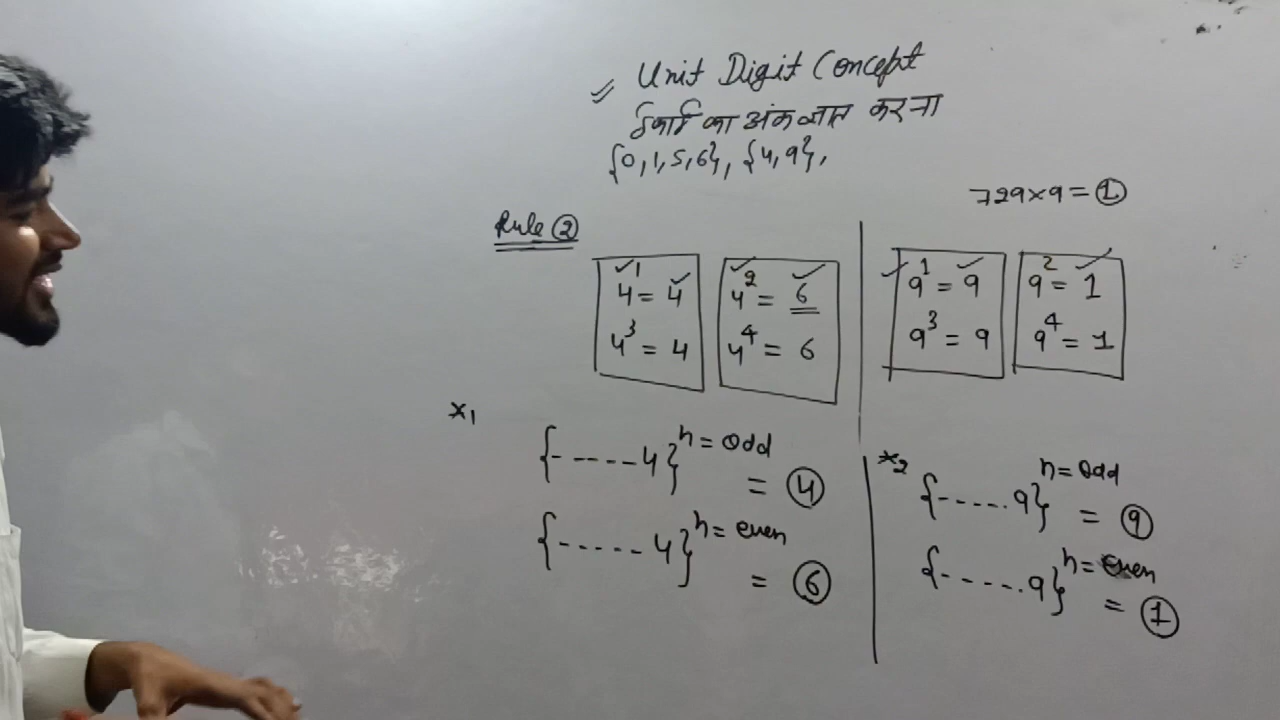 Unit Digit Concept
इकाई का अंक ज्ञात करना
{0,1,5,6}, {4,9},
729×9=①
Rule ②
4¹=4 4²=6
4³=4 4⁴=6
9¹=9 9²=1
9³=9 9⁴=1
*₁
{-----4}ⁿ⁼ᴼᵈᵈ
= ④
{-----4}ⁿ⁼ᵉᵛᵉⁿ
= ⑥
*₂
{-----.9}ⁿ⁼ᴼᵈᵈ
= ⑨
{-----.9}ⁿ⁼ᵉᵛᵉⁿ
= ①